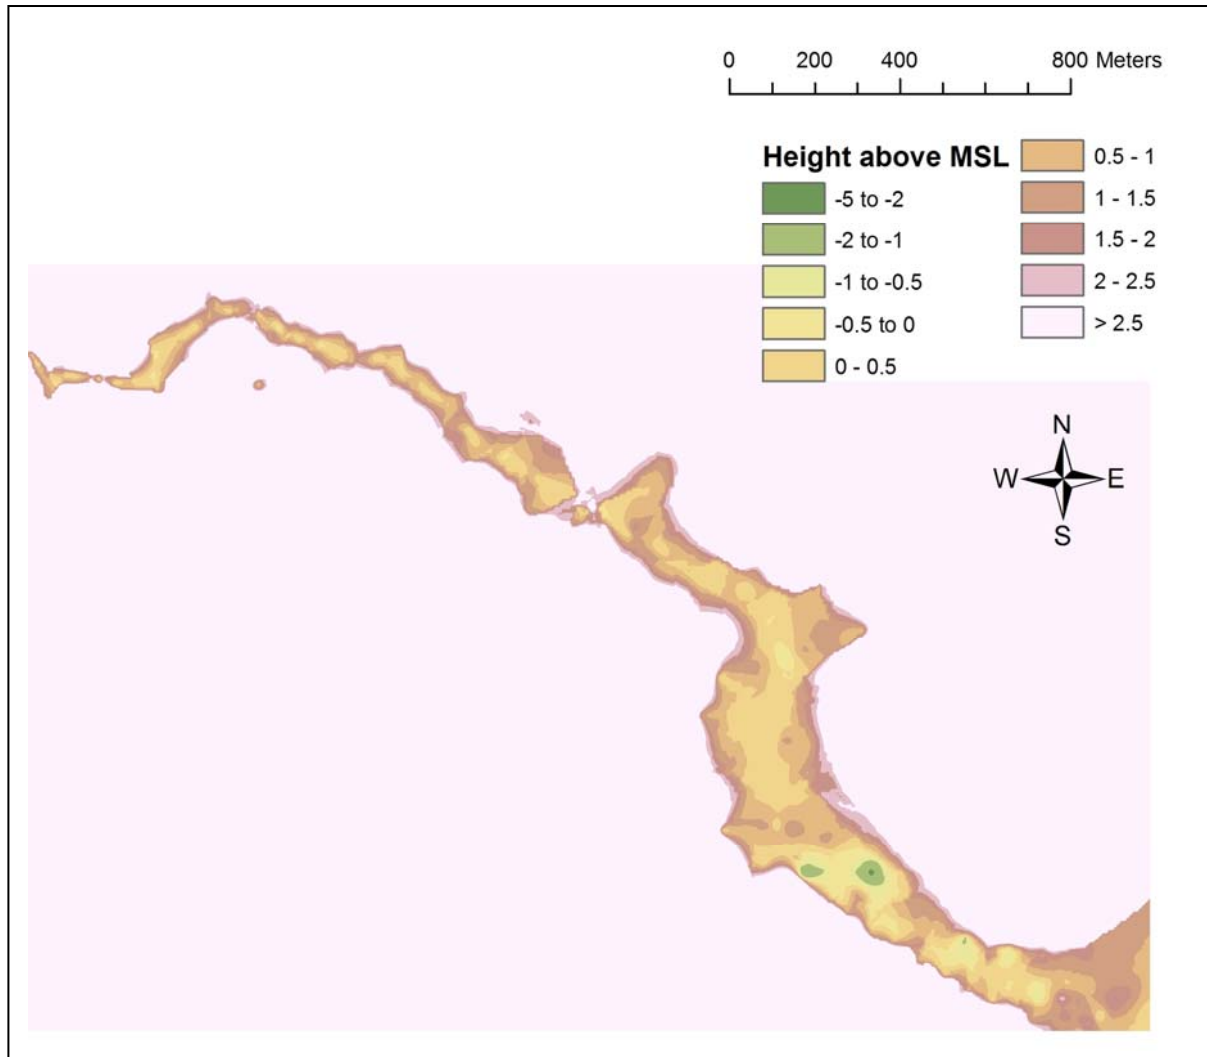 0 200 400 800 Meters
Height above MSL
-5 to -2
-2 to -1
-1 to -0.5
-0.5 to 0
0 - 0.5
0.5 - 1
1 - 1.5
1.5 - 2
2 - 2.5
> 2.5
N
W E
S